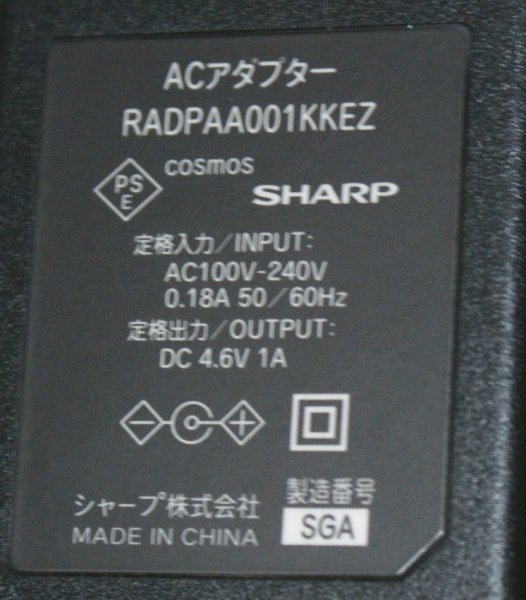 ACアダプター
RADPAA001KKEZ
PS
E
cosmos
SHARP
定格入力/INPUT:
AC100V-240V
0.18A 50/60Hz
定格出力/OUTPUT:
DC 4.6V 1A
シャープ株式会社
製造番号
MADE IN CHINA
SGA